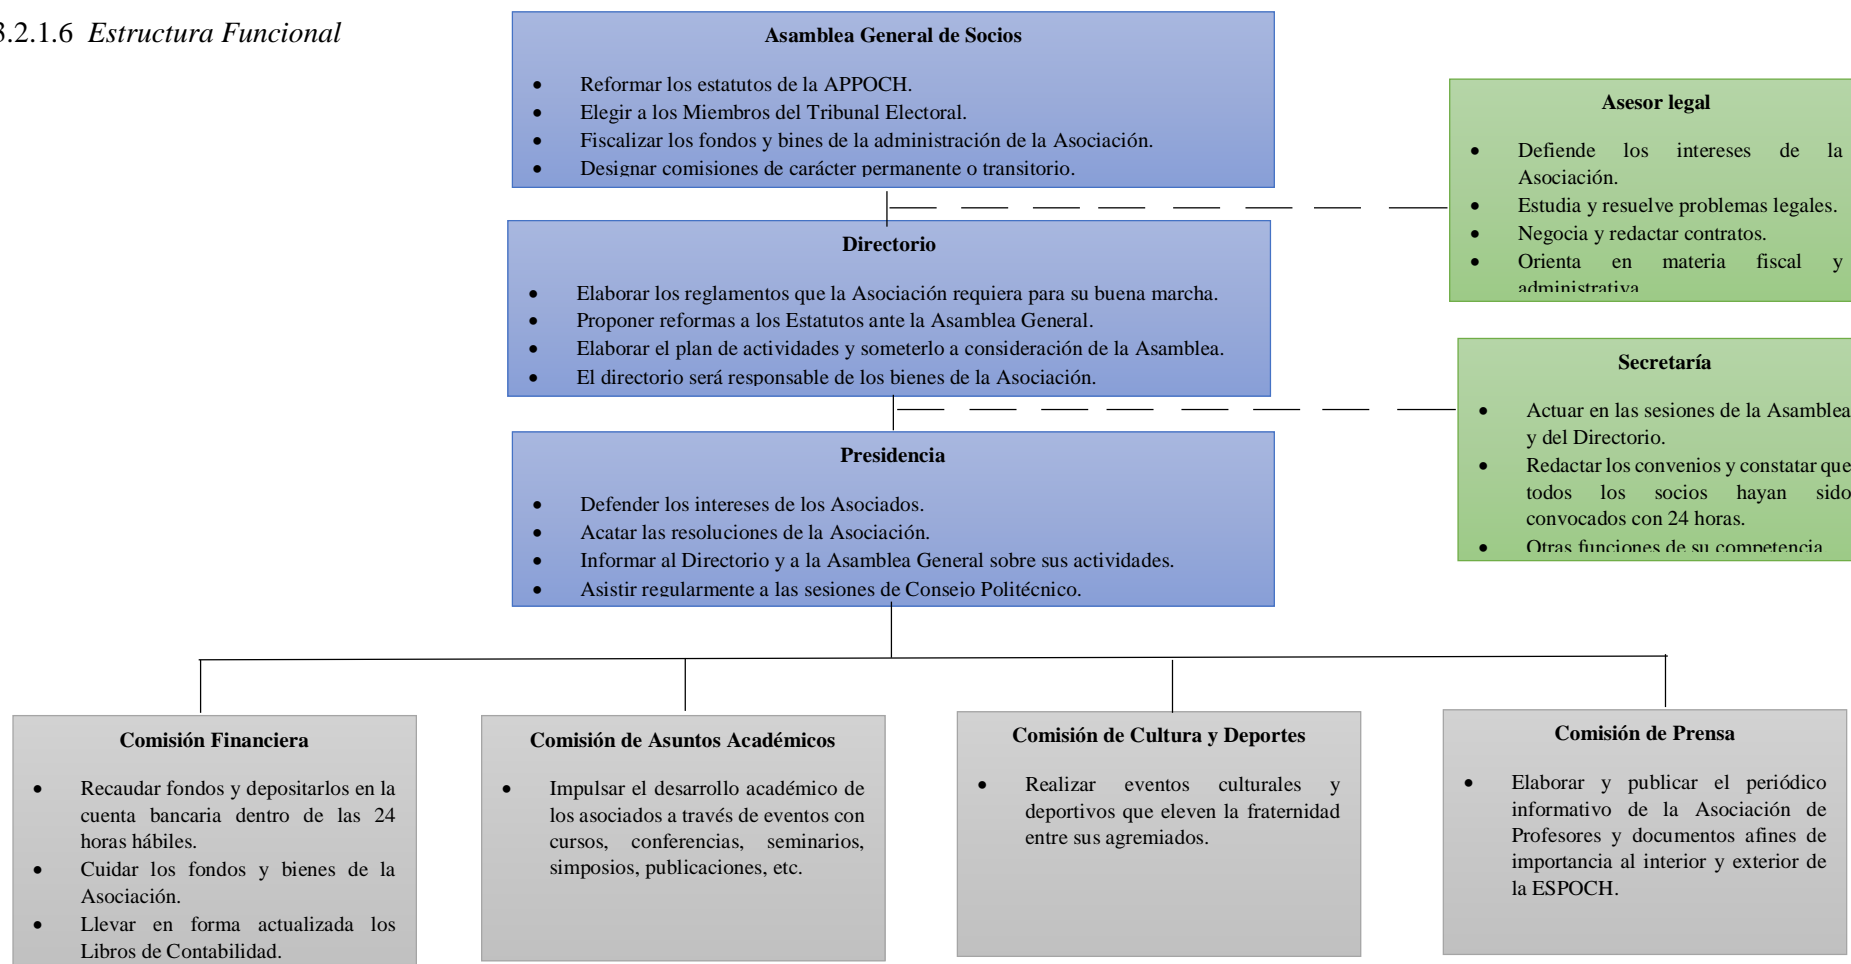 3.2.1.6 Estructura Funcional
Asamblea General de Socios
• Reformar los estatutos de la APPOCH.
• Elegir a los Miembros del Tribunal Electoral.
• Fiscalizar los fondos y bines de la administración de la Asociación.
• Designar comisiones de carácter permanente o transitorio.
Asesor legal
• Defiende los intereses de la
Asociación.
• Estudia y resuelve problemas legales.
• Negocia y redactar contratos.
• Orienta en materia fiscal y
administrativa
Directorio
• Elaborar los reglamentos que la Asociación requiera para su buena marcha.
• Proponer reformas a los Estatutos ante la Asamblea General.
• Elaborar el plan de actividades y someterlo a consideración de la Asamblea.
• El directorio será responsable de los bienes de la Asociación.
Secretaría
• Actuar en las sesiones de la Asamblea
y del Directorio.
• Redactar los convenios y constatar que
todos los socios hayan sido
convocados con 24 horas.
• Otras funciones de su competencia
Presidencia
• Defender los intereses de los Asociados.
• Acatar las resoluciones de la Asociación.
• Informar al Directorio y a la Asamblea General sobre sus actividades.
• Asistir regularmente a las sesiones de Consejo Politécnico.
Comisión Financiera
• Recaudar fondos y depositarlos en la
cuenta bancaria dentro de las 24
horas hábiles.
• Cuidar los fondos y bienes de la
Asociación.
• Llevar en forma actualizada los
Libros de Contabilidad.
Comisión de Asuntos Académicos
• Impulsar el desarrollo académico de
los asociados a través de eventos con
cursos, conferencias, seminarios,
simposios, publicaciones, etc.
Comisión de Cultura y Deportes
• Realizar eventos culturales y
deportivos que eleven la fraternidad
entre sus agremiados.
Comisión de Prensa
• Elaborar y publicar el periódico
informativo de la Asociación de
Profesores y documentos afines de
importancia al interior y exterior de
la ESPOCH.